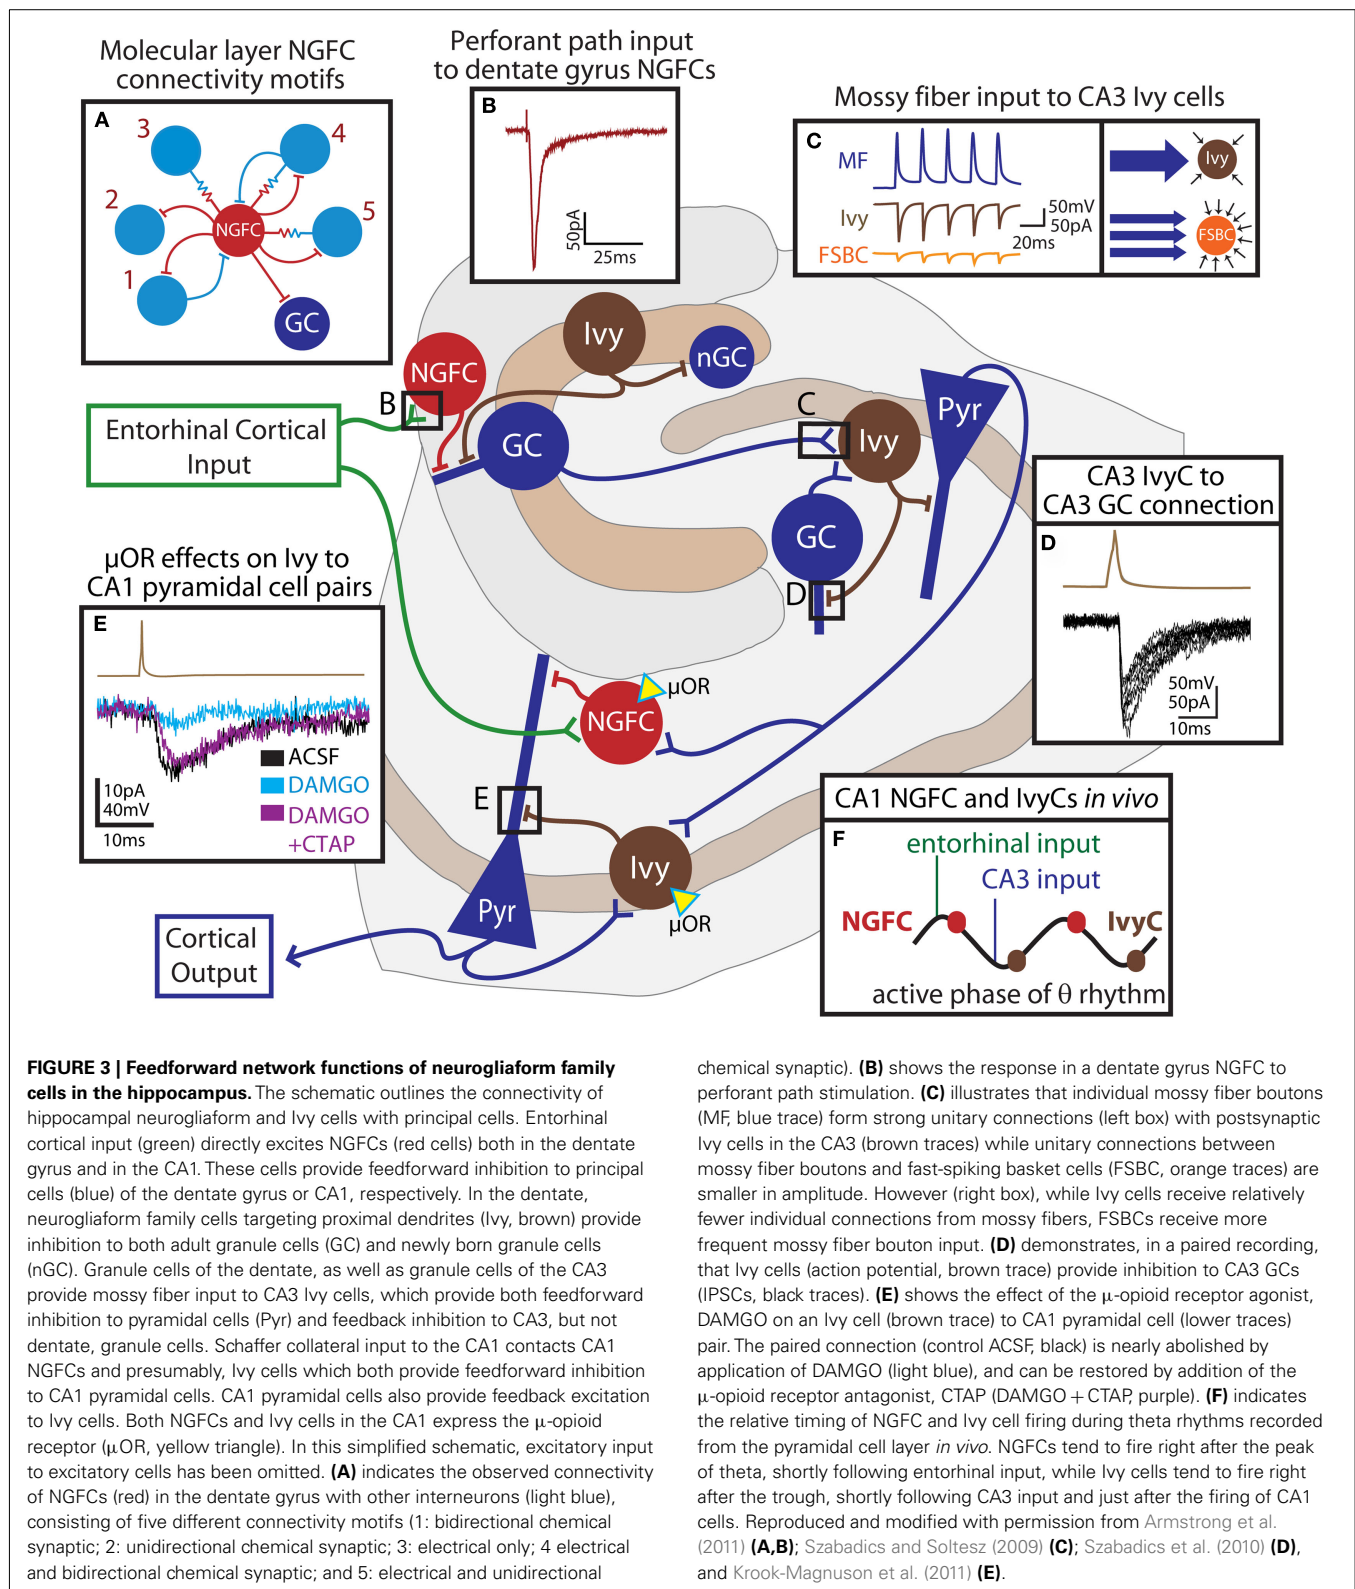 Molecular layer NGFC
connectivity motifs
A
3
4
2
NGFC
5
1
GC
Perforant path input
to dentate gyrus NGFCs
B
50pA
25ms
Mossy fiber input to CA3 Ivy cells
C
MF
Ivy
FSBC
50mV
50pA
20ms
Ivy
FSBC
NGFC
B
Ivy
nGC
GC
C
Ivy
Pyr
GC
D
Entorhinal Cortical
Input
CA3 IvyC to
CA3 GC connection
D
50mV
50pA
10ms
μOR effects on Ivy to
CA1 pyramidal cell pairs
E
ACSF
DAMGO
DAMGO
+CTAP
10pA
40mV
10ms
μOR
NGFC
E
Ivy
μOR
Pyr
Cortical
Output
CA1 NGFC and IvyCs in vivo
F
entorhinal input
CA3 input
NGFC
IvyC
active phase of θ rhythm
FIGURE 3 | Feedforward network functions of neurogliaform family
cells in the hippocampus. The schematic outlines the connectivity of
hippocampal neurogliaform and Ivy cells with principal cells. Entorhinal
cortical input (green) directly excites NGFCs (red cells) both in the dentate
gyrus and in the CA1. These cells provide feedforward inhibition to principal
cells (blue) of the dentate gyrus or CA1, respectively. In the dentate,
neurogliaform family cells targeting proximal dendrites (Ivy, brown) provide
inhibition to both adult granule cells (GC) and newly born granule cells
(nGC). Granule cells of the dentate, as well as granule cells of the CA3
provide mossy fiber input to CA3 Ivy cells, which provide both feedforward
inhibition to pyramidal cells (Pyr) and feedback inhibition to CA3, but not
dentate, granule cells. Schaffer collateral input to the CA1 contacts CA1
NGFCs and presumably, Ivy cells which both provide feedforward inhibition
to CA1 pyramidal cells. CA1 pyramidal cells also provide feedback excitation
to Ivy cells. Both NGFCs and Ivy cells in the CA1 express the μ-opioid
receptor (μOR, yellow triangle). In this simplified schematic, excitatory input
to excitatory cells has been omitted. (A) indicates the observed connectivity
of NGFCs (red) in the dentate gyrus with other interneurons (light blue),
consisting of five different connectivity motifs (1: bidirectional chemical
synaptic; 2: unidirectional chemical synaptic; 3: electrical only; 4 electrical
and bidirectional chemical synaptic; and 5: electrical and unidirectional
chemical synaptic). (B) shows the response in a dentate gyrus NGFC to
perforant path stimulation. (C) illustrates that individual mossy fiber boutons
(MF, blue trace) form strong unitary connections (left box) with postsynaptic
Ivy cells in the CA3 (brown traces) while unitary connections between
mossy fiber boutons and fast-spiking basket cells (FSBC, orange traces) are
smaller in amplitude. However (right box), while Ivy cells receive relatively
fewer individual connections from mossy fibers, FSBCs receive more
frequent mossy fiber bouton input. (D) demonstrates, in a paired recording,
that Ivy cells (action potential, brown trace) provide inhibition to CA3 GCs
(IPSCs, black traces). (E) shows the effect of the μ-opioid receptor agonist,
DAMGO on an Ivy cell (brown trace) to CA1 pyramidal cell (lower traces)
pair. The paired connection (control ACSF, black) is nearly abolished by
application of DAMGO (light blue), and can be restored by addition of the
μ-opioid receptor antagonist, CTAP (DAMGO + CTAP, purple). (F) indicates
the relative timing of NGFC and Ivy cell firing during theta rhythms recorded
from the pyramidal cell layer in vivo. NGFCs tend to fire right after the peak
of theta, shortly following entorhinal input, while Ivy cells tend to fire right
after the trough, shortly following CA3 input and just after the firing of CA1
cells. Reproduced and modified with permission from Armstrong et al.
(2011) (A,B); Szabadics and Soltesz (2009) (C); Szabadics et al. (2010) (D),
and Krook-Magnuson et al. (2011) (E).